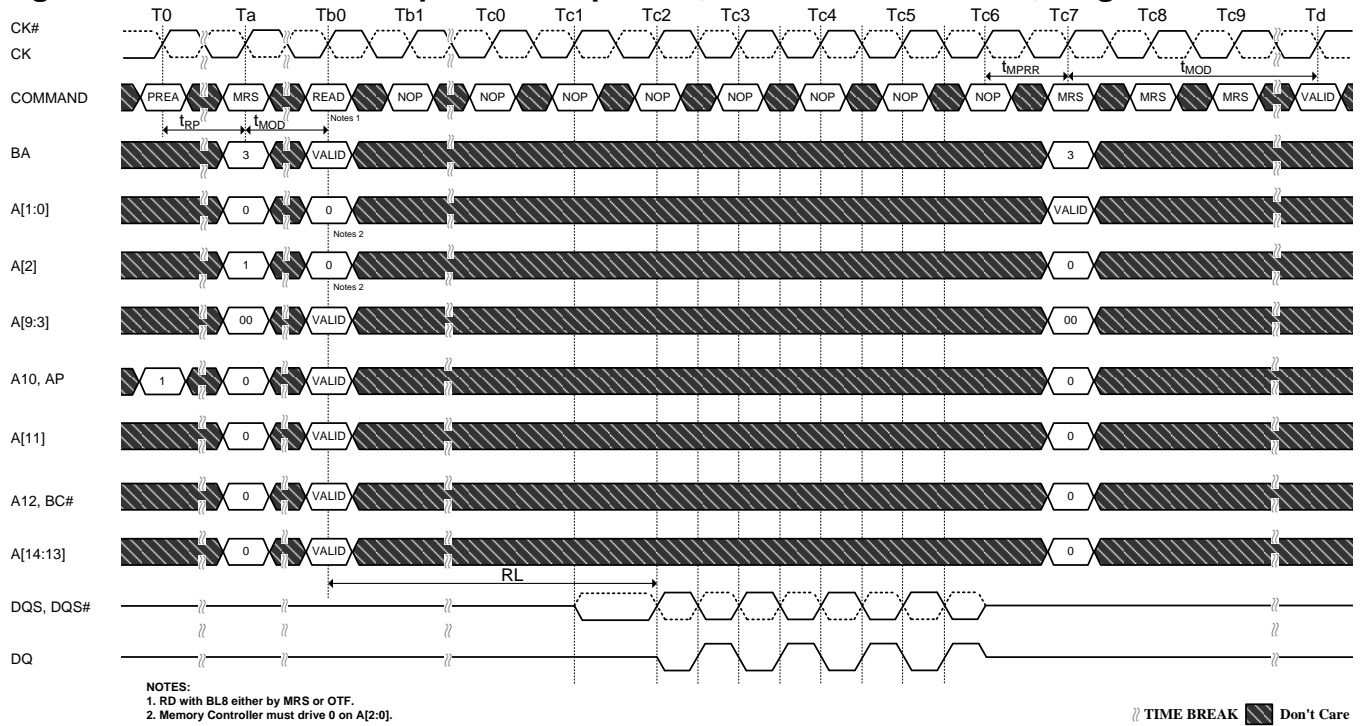 T0 Ta Tb0 Tb1 Tc0 Tc1 Tc2 Tc3 Tc4 Tc5 Tc6 Tc7 Tc8 Tc9 Td
CK#
CK
tMPRR tMOD
COMMAND PREA MRS READ NOP NOP NOP NOP NOP NOP NOP NOP MRS MRS MRS VALID
Notes 1
tRP tMOD
BA 3 VALID 3
A[1:0] 0 0 VALID
Notes 2
A[2] 1 0 0
Notes 2
A[9:3] 00 VALID 00
A10, AP 1 0 VALID 0
A[11] 0 VALID 0
A12, BC# 0 VALID 0
A[14:13] 0 VALID 0
RL
DQS, DQS#
DQ
NOTES:
1. RD with BL8 either by MRS or OTF.
2. Memory Controller must drive 0 on A[2:0].
TIME BREAK Don't Care